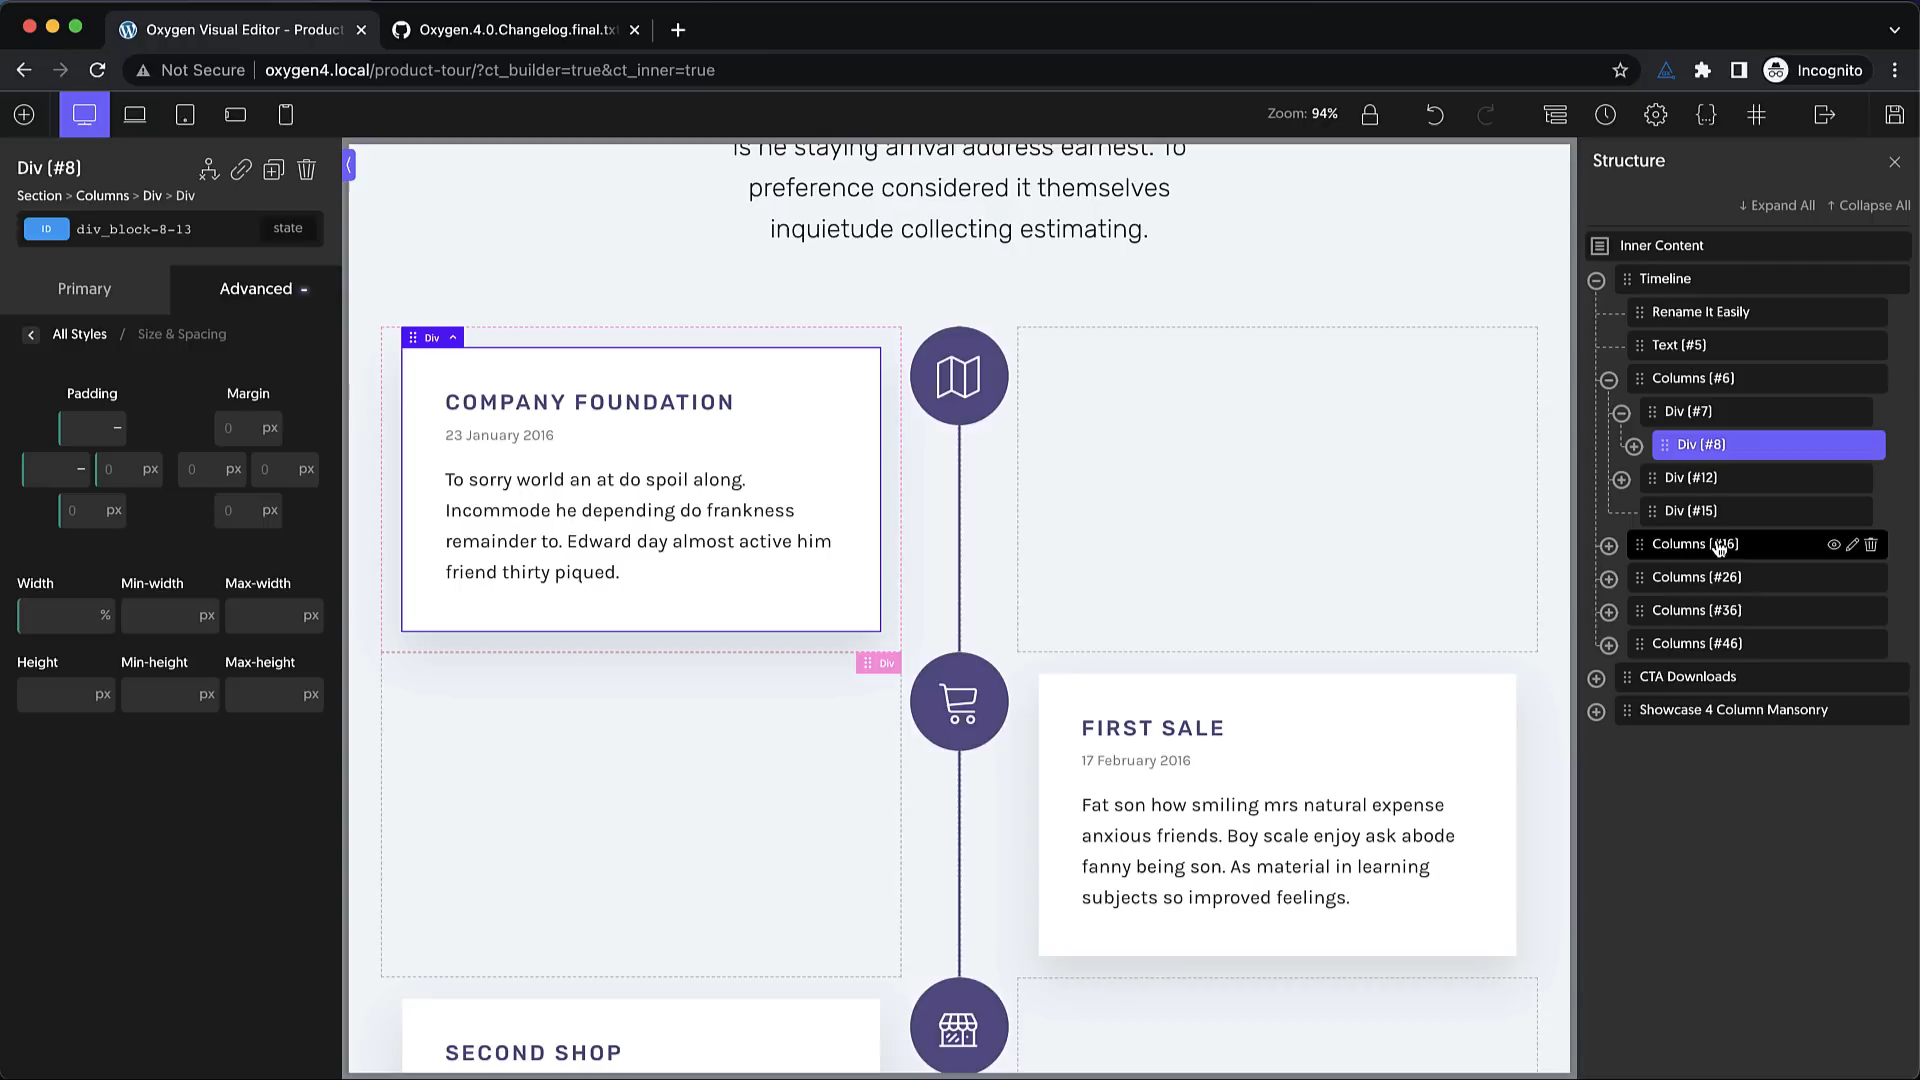 Oxygen Visual Editor - Product
Oxygen.4.0.Changelog.final.txt
Not Secure
oxygen4.local/product-tour/?ct_builder=true&ct_inner=true
Incognito
Zoom: 94%
Div (#8)
Section > Columns > Div > Div
ID
div_block-8-13
state
Primary
Advanced
All Styles / Size & Spacing
Padding
Margin
0 px
0 px
0 px
0 px
0 px
0 px
Width
Min-width
Max-width
%
px
px
Height
Min-height
Max-height
px
px
px
is he staying arrival address earnest. To
preference considered it themselves
inquietude collecting estimating.
Div
COMPANY FOUNDATION
23 January 2016
To sorry world an at do spoil along.
Incommode he depending do frankness
remainder to. Edward day almost active him
friend thirty piqued.
Div
FIRST SALE
17 February 2016
Fat son how smiling mrs natural expense
anxious friends. Boy scale enjoy ask abode
fanny being son. As material in learning
subjects so improved feelings.
SECOND SHOP
Structure
↓ Expand All
↑ Collapse All
Inner Content
Timeline
Rename It Easily
Text (#5)
Columns (#6)
Div (#7)
Div (#8)
Div (#12)
Div (#15)
Columns (#16)
Columns (#26)
Columns (#36)
Columns (#46)
CTA Downloads
Showcase 4 Column Mansonry